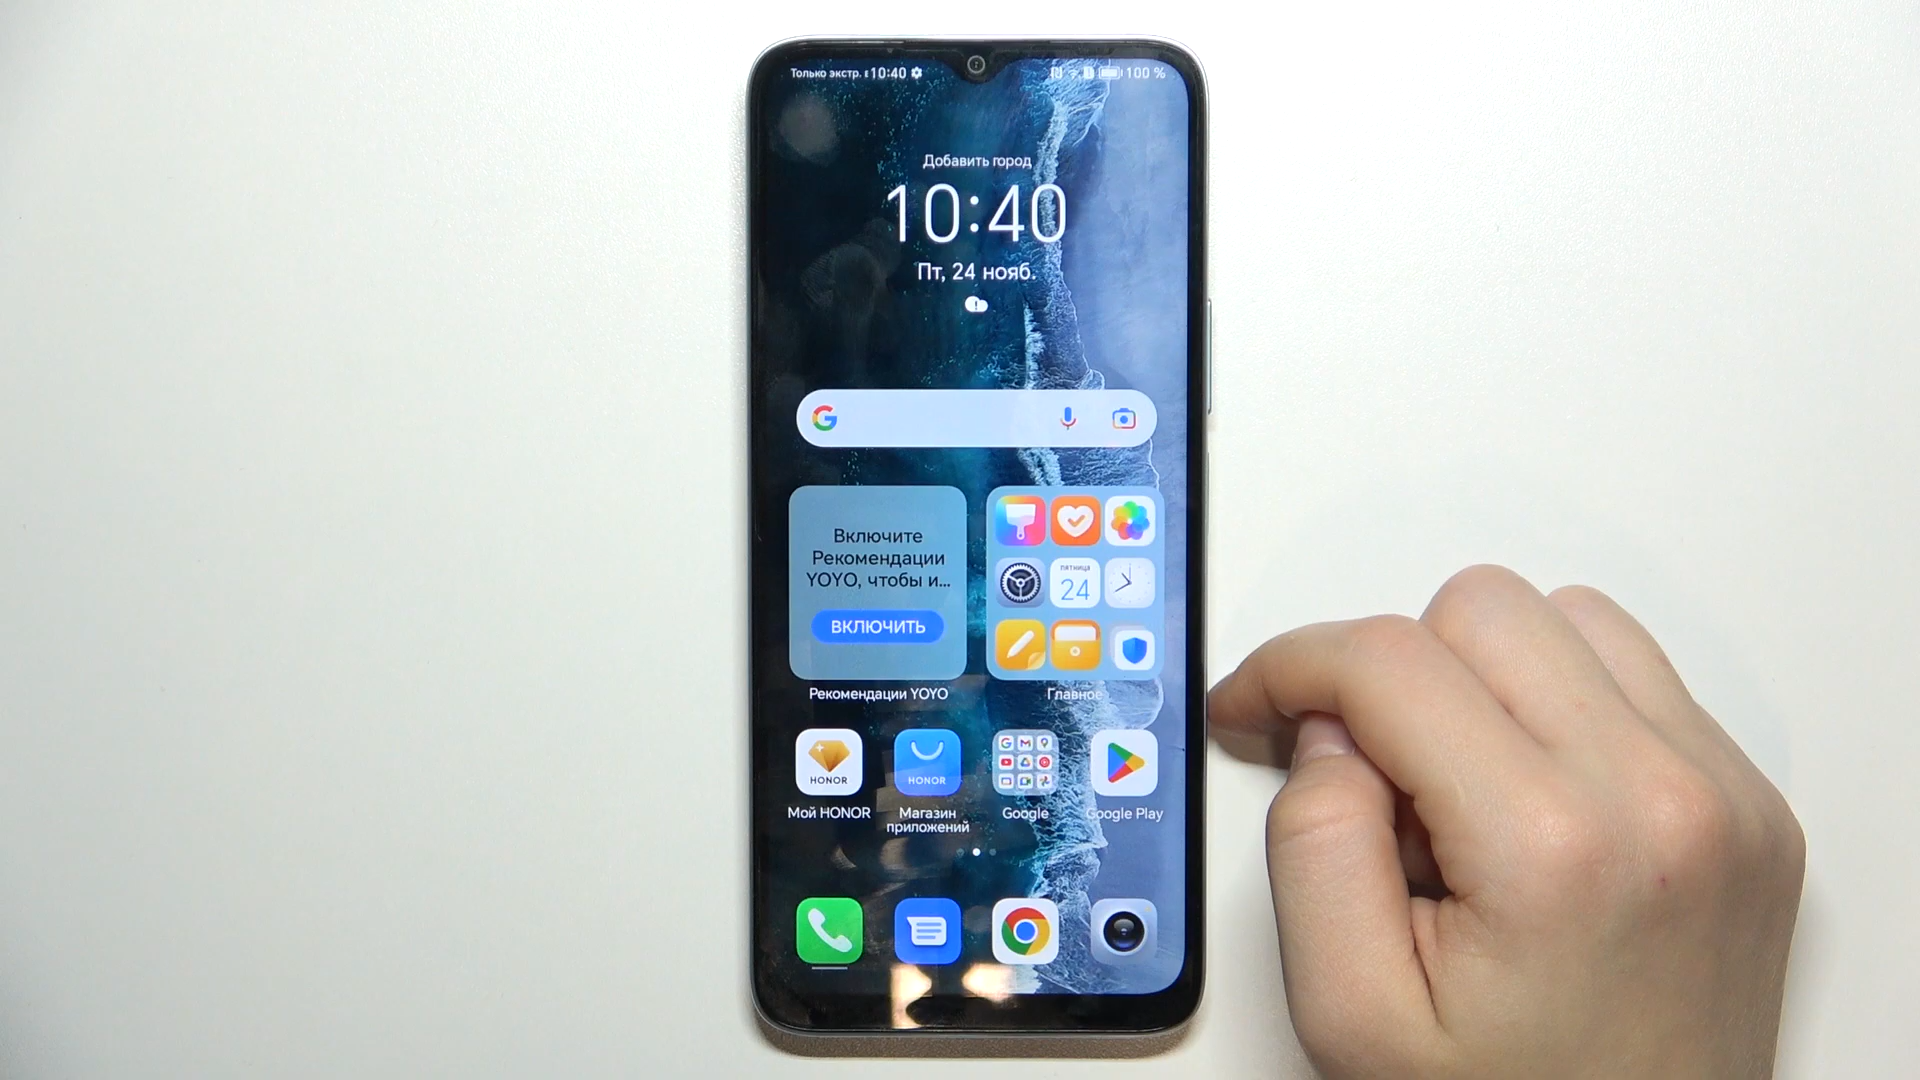 Только экстр. 10:40
100 %
Добавить город
10:40
Пт, 24 нояб.
Включите
Рекомендации
YOYO, чтобы и...
ВКЛЮЧИТЬ
ПЯТНИЦА
24
Рекомендации YOYO
Главное
HONOR
HONOR
Мой HONOR
Магазин
приложений
Google
Google Play